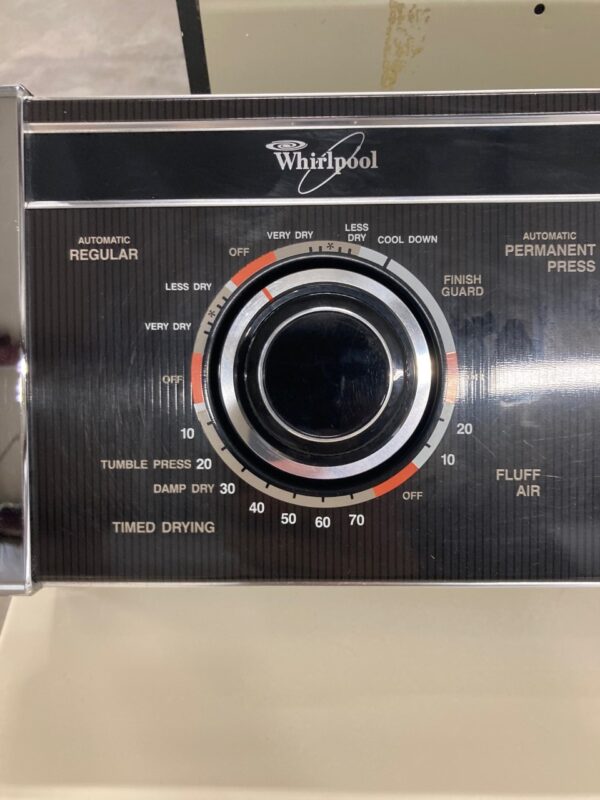 Whirlpool
AUTOMATIC
REGULAR
AUTOMATIC
PERMANENT
PRESS
OFF
VERY DRY
*
LESS
DRY
COOL DOWN
FINISH
GUARD
LESS DRY
*
VERY DRY
OFF
10
TUMBLE PRESS 20
DAMP DRY 30
40
50
60
70
OFF
10
20
TIMED DRYING
FLUFF
AIR